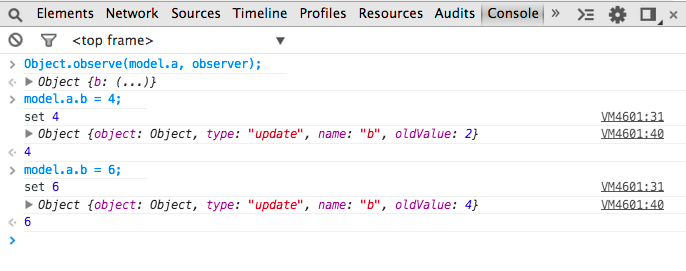 Elements Network Sources Timeline Profiles Resources Audits Console »
<top frame> ▼
> Object.observe(model.a, observer);
▶ Object {b: (...)}
> model.a.b = 4;
set 4 VM4601:31
▶ Object {object: Object, type: "update", name: "b", oldValue: 2} VM4601:40
4
> model.a.b = 6;
set 6 VM4601:31
▶ Object {object: Object, type: "update", name: "b", oldValue: 4} VM4601:40
6
>